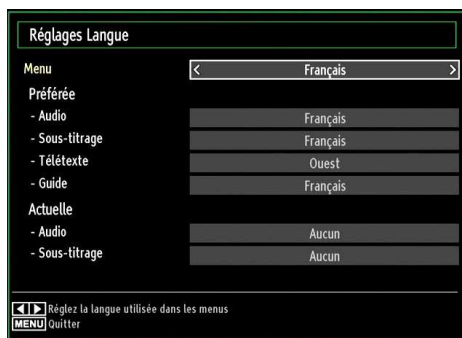 Réglages Langue
Menu < Français >
Préférée
- Audio Français
- Sous-titrage Français
- Télétexte Ouest
- Guide Français
Actuelle
- Audio Aucun
- Sous-titrage Aucun
Réglez la langue utilisée dans les menus
MENU Quitter